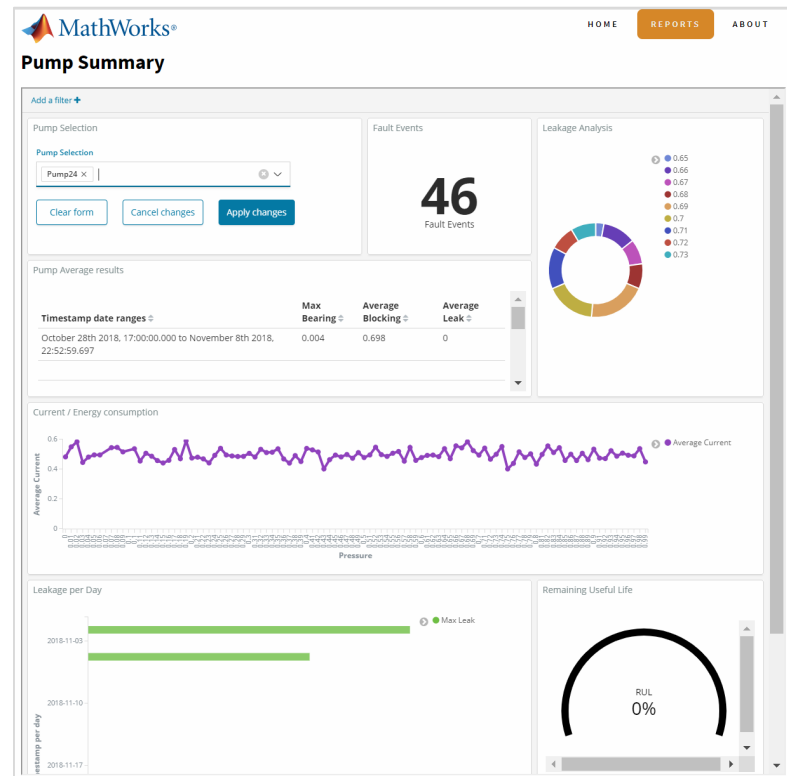 MathWorks®
HOME REPORTS ABOUT
Pump Summary
Add a filter +
Pump Selection
Pump Selection
Pump24 ×
Clear form Cancel changes Apply changes
Fault Events
46
Fault Events
Leakage Analysis
0.65
0.66
0.67
0.68
0.69
0.7
0.71
0.72
0.73
Pump Average results
Timestamp date ranges Max Bearing Average Blocking Average Leak
October 28th 2018, 17:00:00.000 to November 8th 2018, 0.004 0.698 0
22:52:59.697
Current / Energy consumption
Average Current
0.6
0.4
0.2
0
Pressure
Average Current
Leakage per Day
Max Leak
2018-11-03
2018-11-10
2018-11-17
per day
Remaining Useful Life
RUL
0%